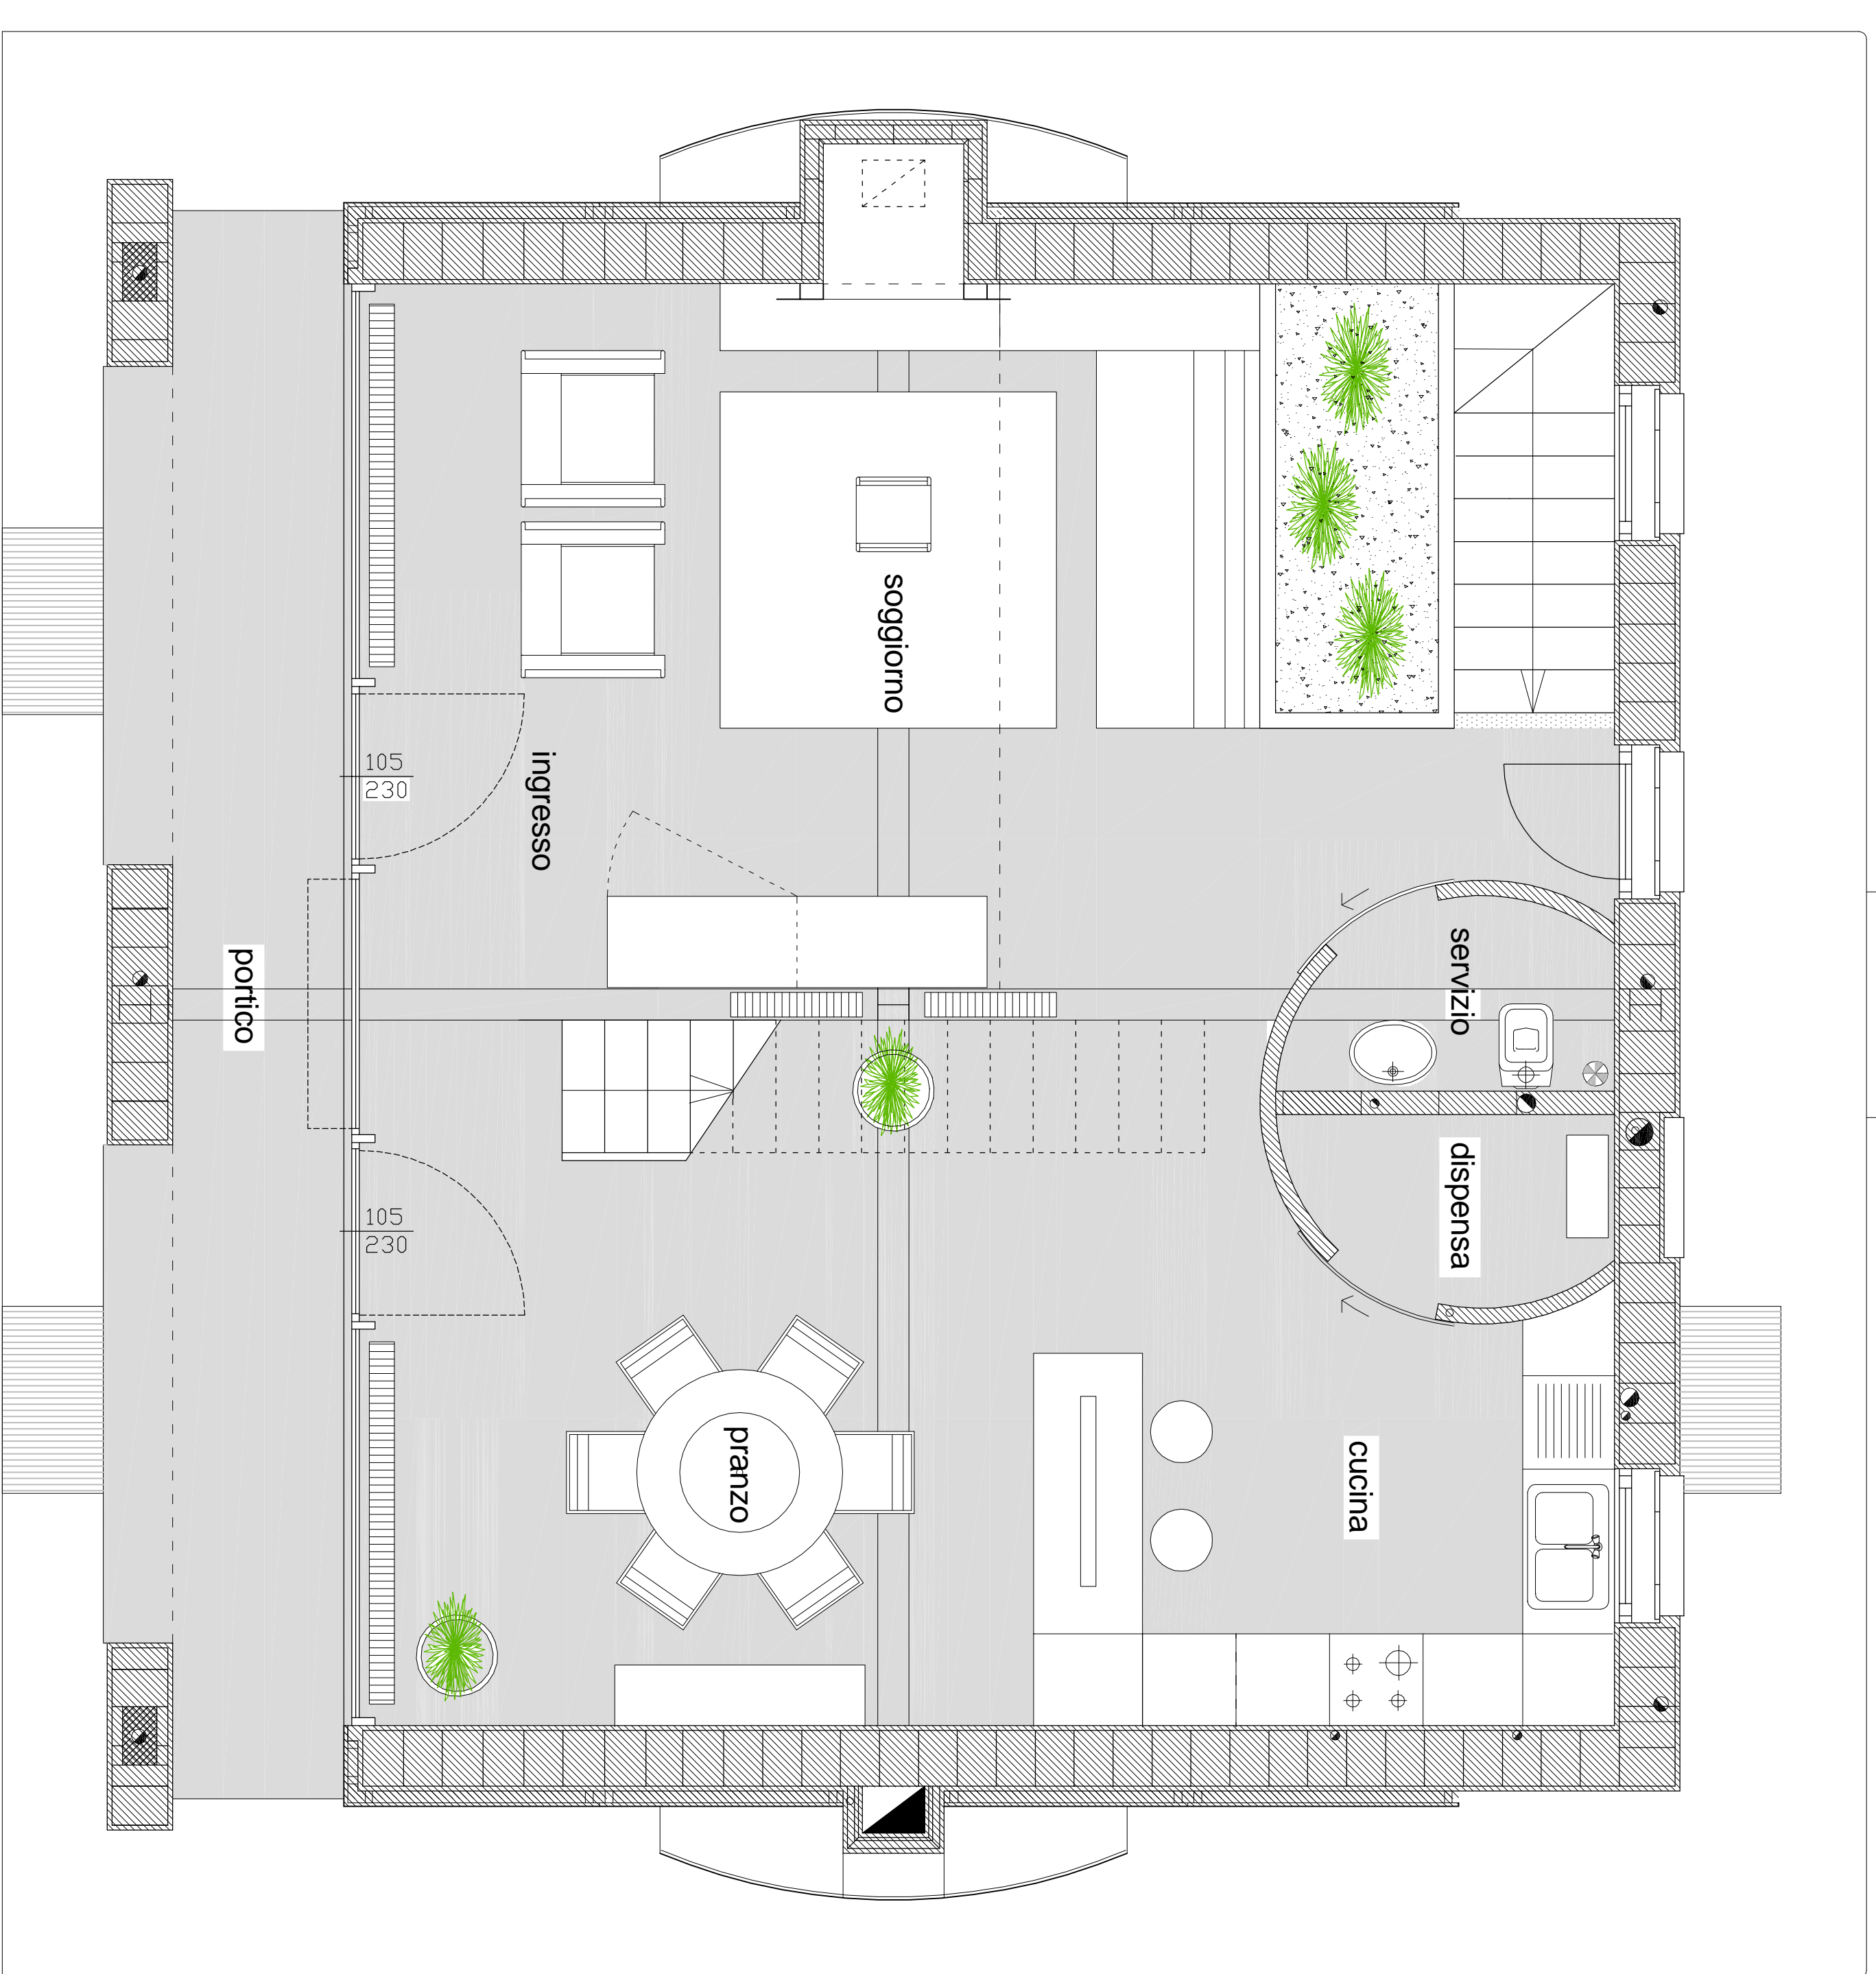 servizio
dispensa
cucina
soggiorno
pranzo
ingresso
105
230
105
230
portico